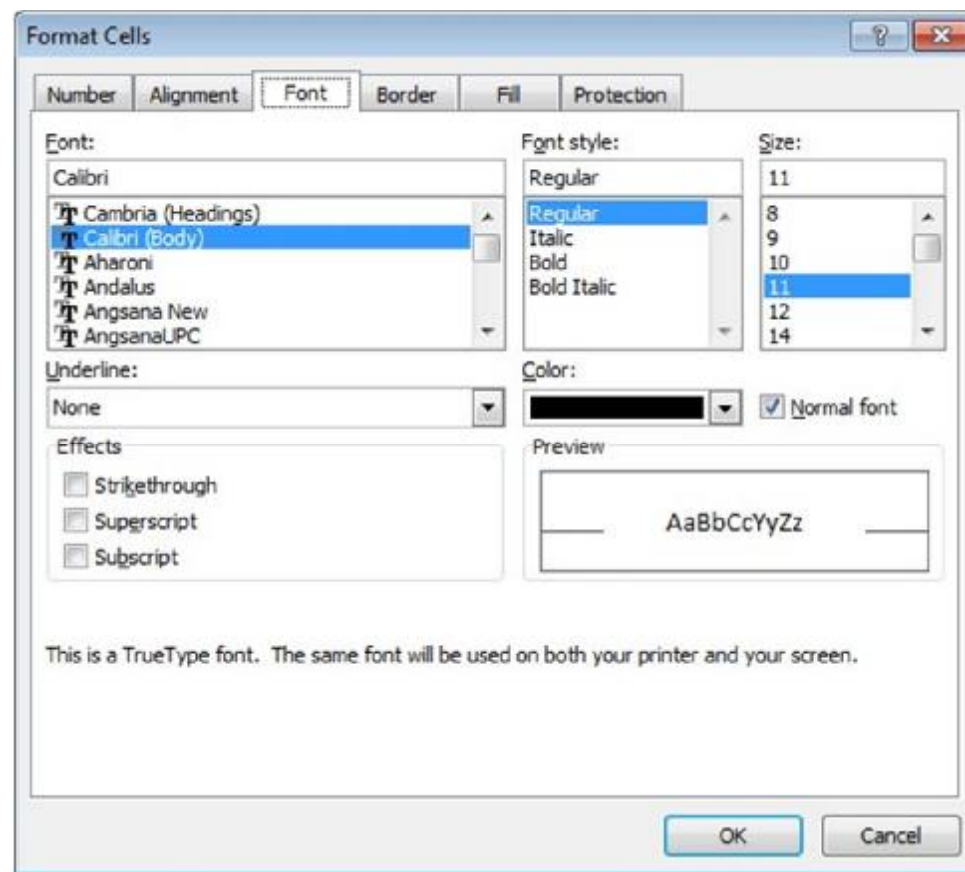 Format Cells
Number Alignment Font Border Fill Protection
Font: Font style: Size:
Calibri Regular 11
Cambria (Headings) Regular 8
Calibri (Body) Italic 9
Aharoni Bold 10
Andalus Bold Italic 11
Angsana New 12
AngsanaUPC 14
Underline: Color:
None Normal font
Effects Preview
Strikethrough
Superscript AaBbCcYyZz
Subscript
This is a TrueType font. The same font will be used on both your printer and your screen.
OK Cancel